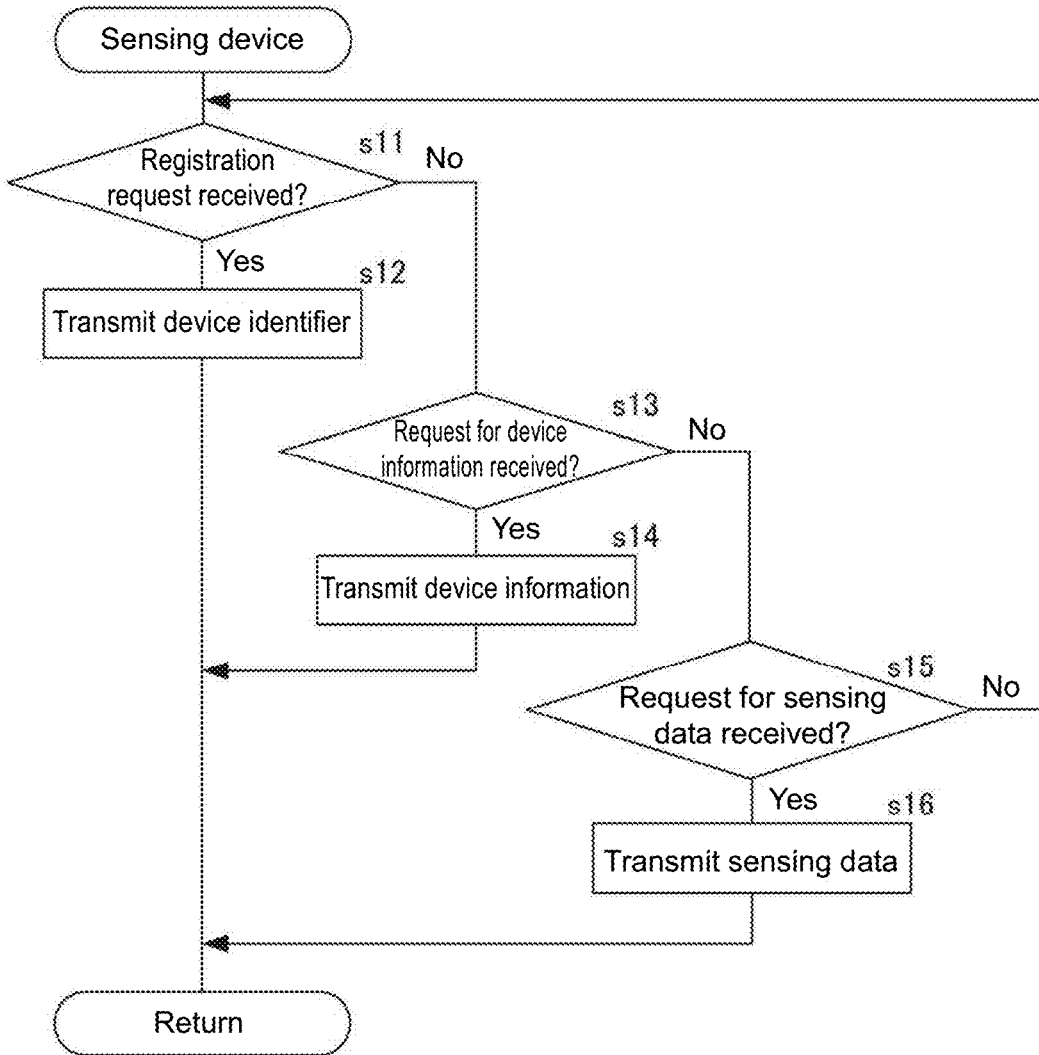 Sensing device
s11
Registration
request received?
No
Yes
s12
Transmit device identifier
s13
Request for device
information received?
No
Yes
s14
Transmit device information
s15
Request for sensing
data received?
No
Yes
s16
Transmit sensing data
Return